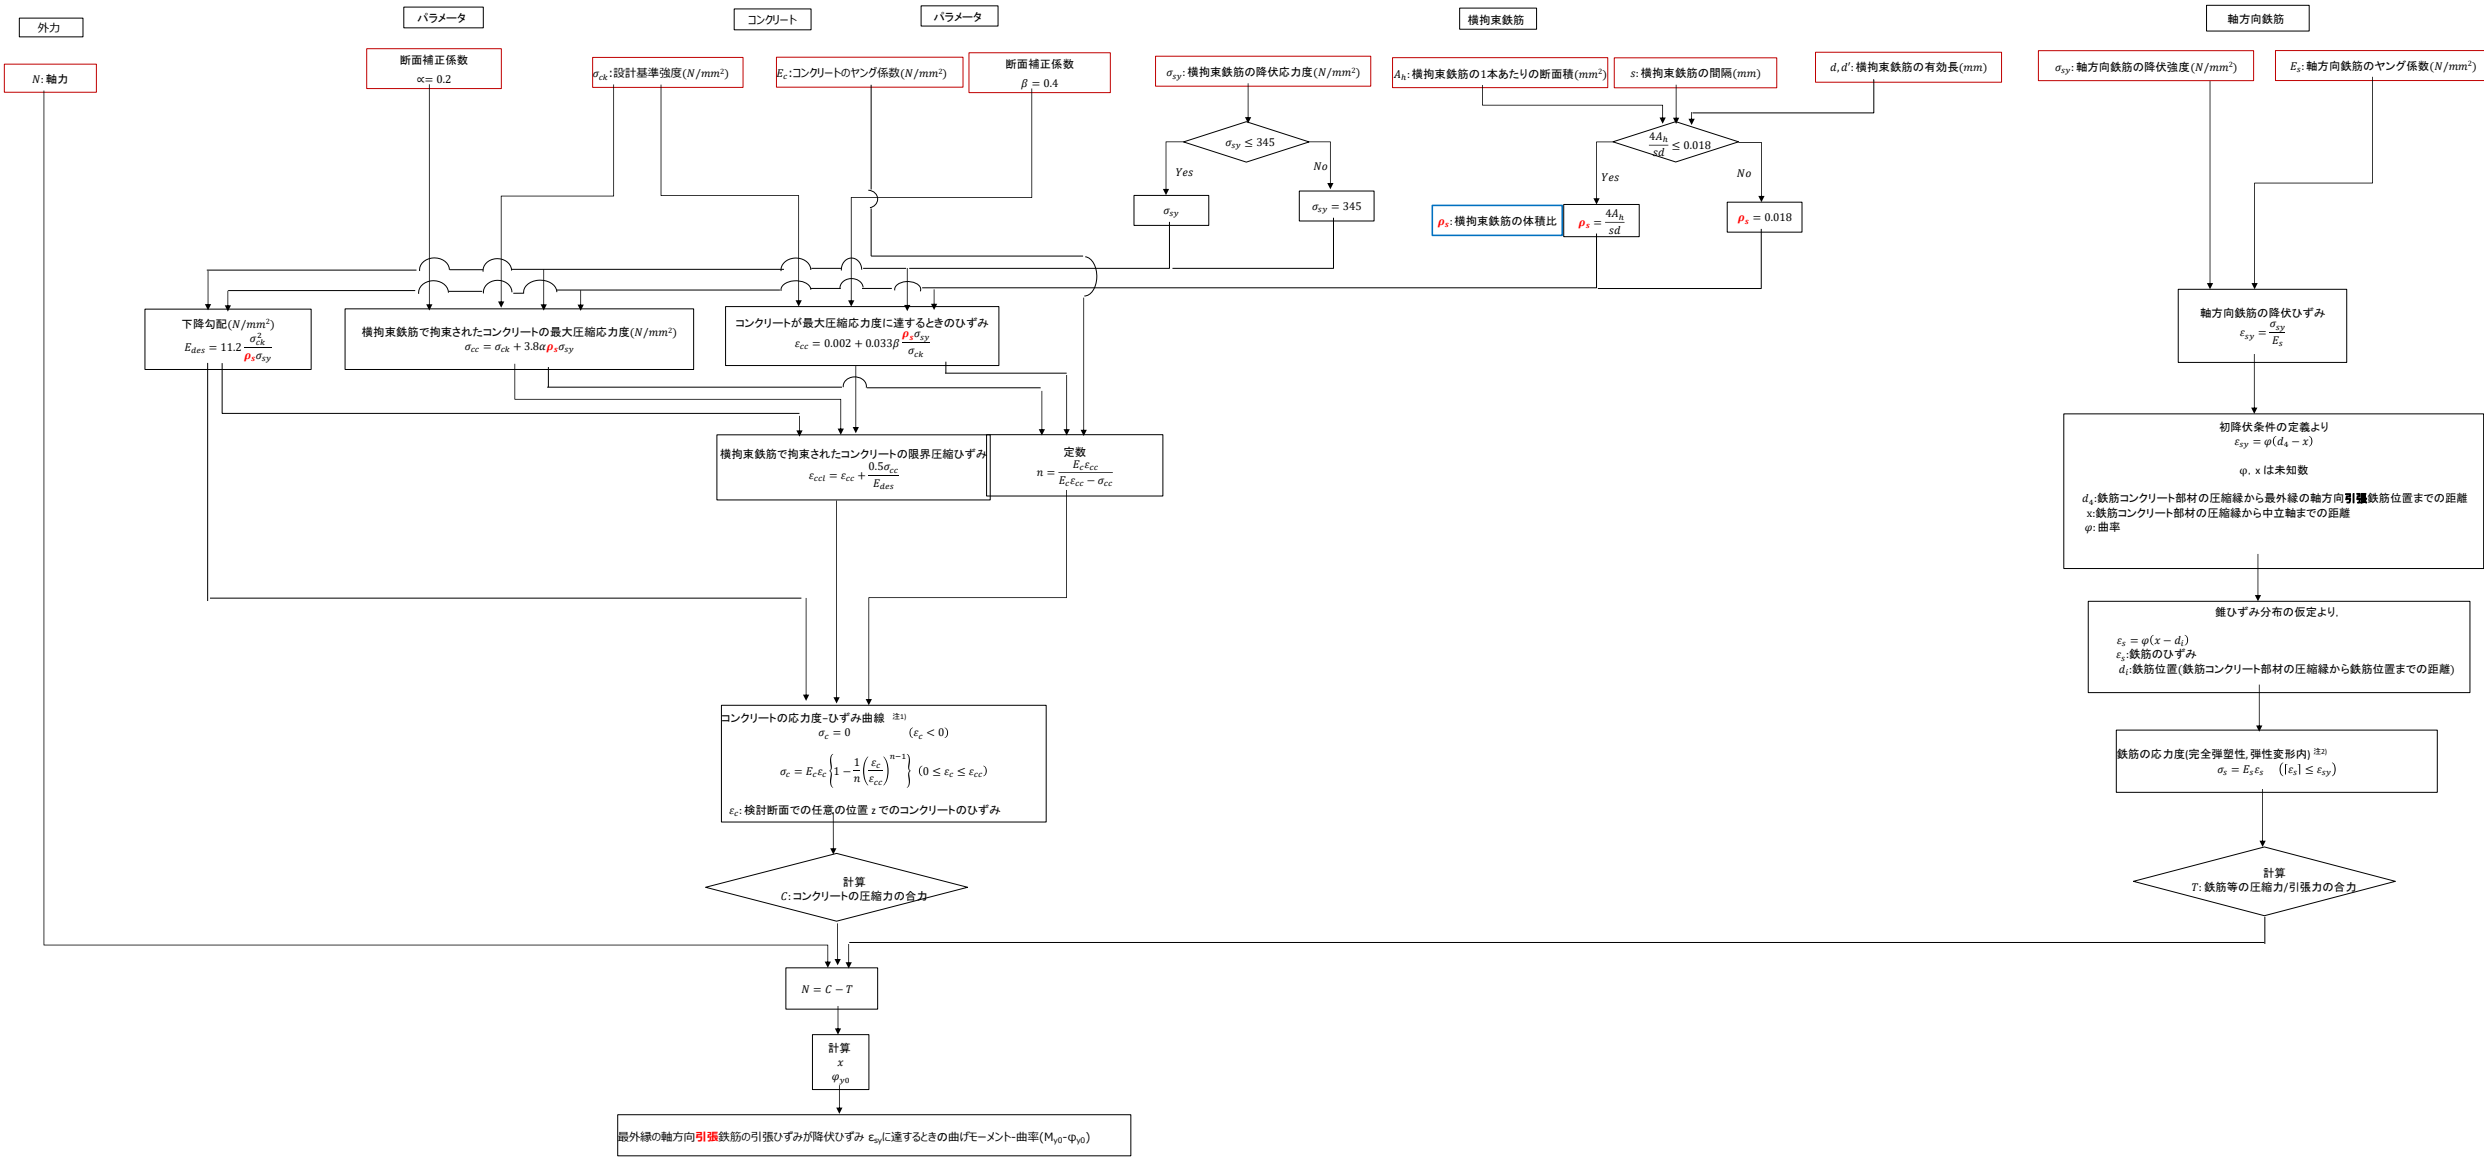 外力
パラメータ
コンクリート
パラメータ
横拘束鉄筋
軸方向鉄筋
N: 軸力
断面補正係数
∝= 0.2
σck:設計基準強度(N/mm²)
Ec:コンクリートのヤング係数(N/mm²)
断面補正係数
β = 0.4
σsy: 横拘束鉄筋の降伏応力度(N/mm²)
Ah: 横拘束鉄筋の1本あたりの断面積(mm²)
s: 横拘束鉄筋の間隔(mm)
d, d′: 横拘束鉄筋の有効長(mm)
σsy: 軸方向鉄筋の降伏強度(N/mm²)
Es: 軸方向鉄筋のヤング係数(N/mm²)
σsy ≤ 345
Yes
No
σsy
σsy = 345
4Ah/sd ≤ 0.018
Yes
No
ρs: 横拘束鉄筋の体積比
ρs = 4Ah/sd
ρs = 0.018
下降勾配(N/mm²)
Edes = 11.2 σck²/ρsσsy
横拘束鉄筋で拘束されたコンクリートの最大圧縮応力度(N/mm²)
σcc = σck + 3.8αρsσsy
コンクリートが最大圧縮応力度に達するときのひずみ
εcc = 0.002 + 0.033β ρsσsy/σck
軸方向鉄筋の降伏ひずみ
εsy = σsy/Es
横拘束鉄筋で拘束されたコンクリートの限界圧縮ひずみ
εccl = εcc + 0.5σcc/Edes
定数
n = Ecεcc/Ecεcc − σcc
初降伏条件の定義より
εsy = φ(d4 − x)
φ, x は未知数
d4:鉄筋コンクリート部材の圧縮縁から最外縁の軸方向引張鉄筋位置までの距離
x:鉄筋コンクリート部材の圧縮縁から中立軸までの距離
φ: 曲率
錐ひずみ分布の仮定より,
εs = φ(x − di)
εs:鉄筋のひずみ
di:鉄筋位置(鉄筋コンクリート部材の圧縮縁から鉄筋位置までの距離)
コンクリートの応力度-ひずみ曲線 注1)
σc = 0 (εc < 0)
σc = Ecεc {1 − 1/n (εc/εcc)^n−1} (0 ≤ εc ≤ εcc)
εc: 検討断面での任意の位置 z でのコンクリートのひずみ
鉄筋の応力度(完全弾塑性, 弾性変形内) 注2)
σs = Esεs (⌈εs⌉ ≤ εsy)
計算
C: コンクリートの圧縮力の合力
計算
T: 鉄筋等の圧縮力/引張力の合力
N = C − T
計算
x
φy0
最外縁の軸方向引張鉄筋の引張ひずみが降伏ひずみ εsyに達するときの曲げモーメント-曲率(My0-φy0)